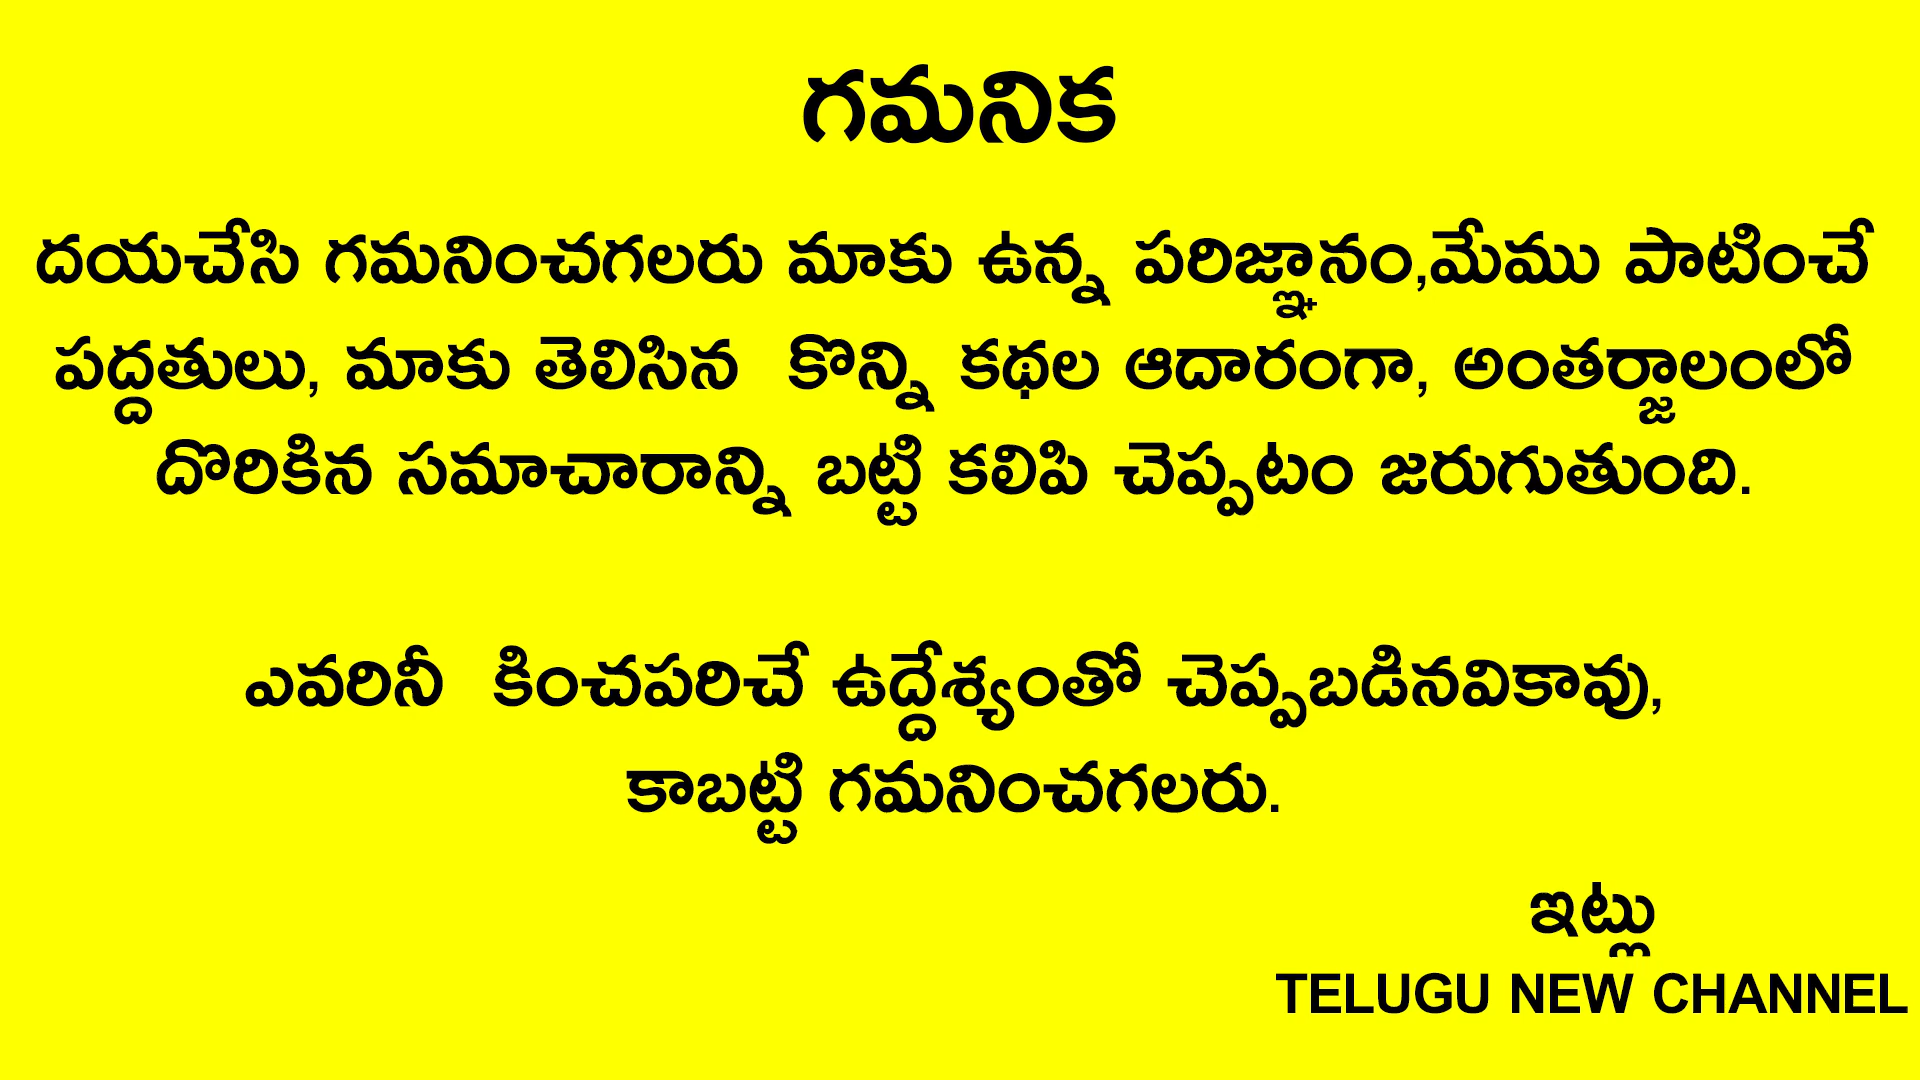 గమనిక
దయచేసి గమనించగలరు మాకు ఉన్న పరిజ్ఞానం,మేము పాటించే
పద్దతులు, మాకు తెలిసిన కొన్ని కథల ఆదారంగా, అంతర్జాలంలో
దొరికిన సమాచారాన్ని బట్టి కలిపి చెప్పటం జరుగుతుంది.
ఎవరినీ కించపరిచే ఉద్దేశ్యంతో చెప్పబడినవికావు,
కాబట్టి గమనించగలరు.
ఇట్లు
TELUGU NEW CHANNEL